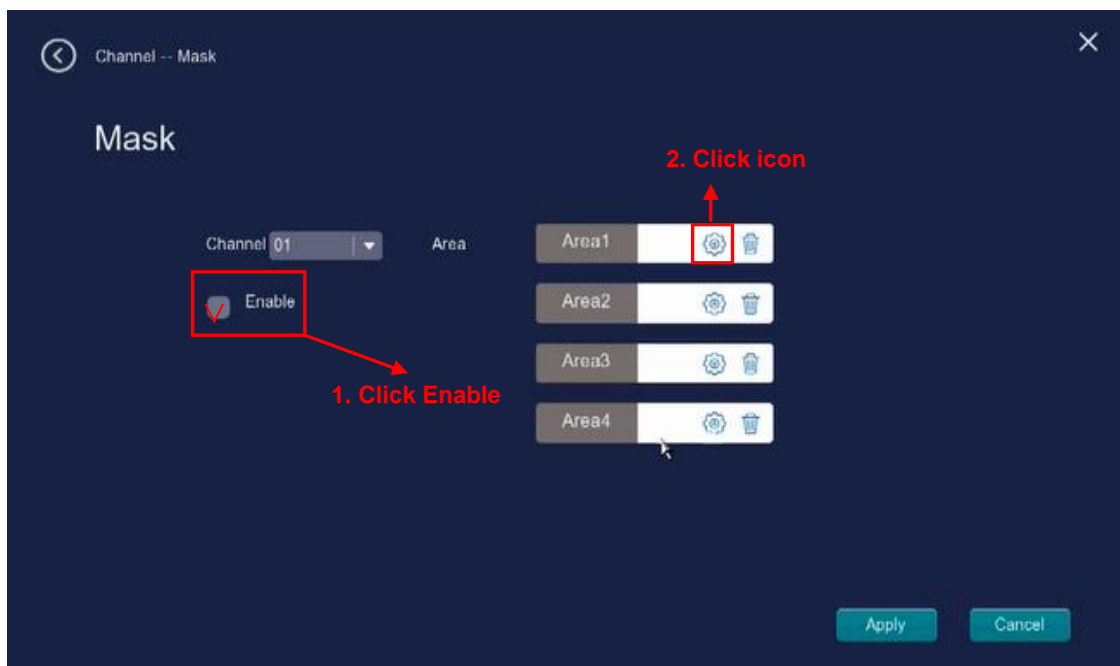 Channel -- Mask
Mask
2. Click icon
Channel 01 Area Area1
Enable Area2
Area3
1. Click Enable
Area4
Apply Cancel